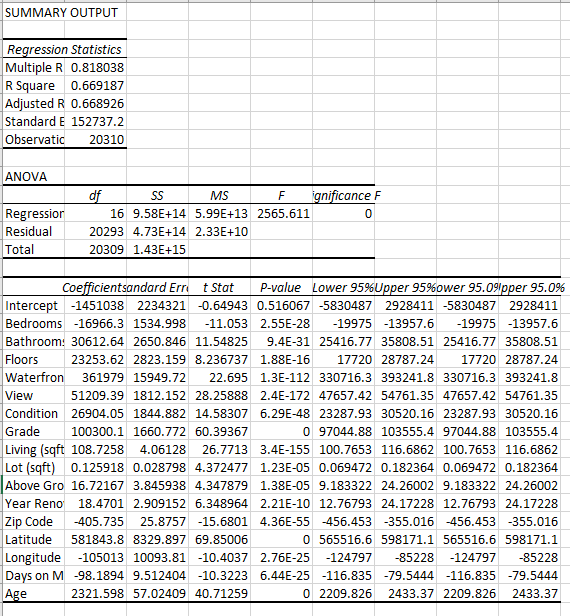 SUMMARY OUTPUT
Regression Statistics
Multiple R 0.818038
R Square 0.669187
Adjusted R 0.668926
Standard E 152737.2
Observatic 20310
ANOVA
df SS MS F ignificance F
Regression 16 9.58E+14 5.99E+13 2565.611 0
Residual 20293 4.73E+14 2.33E+10
Total 20309 1.43E+15
Coefficients andard Erro t Stat P-value Lower 95% Upper 95% ower 95.0% pper 95.0%
Intercept -1451038 2234321 -0.64943 0.516067 -5830487 2928411 -5830487 2928411
Bedrooms -16966.3 1534.998 -11.053 2.55E-28 -19975 -13957.6 -19975 -13957.6
Bathrooms 30612.64 2650.846 11.54825 9.4E-31 25416.77 35808.51 25416.77 35808.51
Floors 23253.62 2823.159 8.236737 1.88E-16 17720 28787.24 17720 28787.24
Waterfron 361979 15949.72 22.695 1.3E-112 330716.3 393241.8 330716.3 393241.8
View 51209.39 1812.152 28.25888 2.4E-172 47657.42 54761.35 47657.42 54761.35
Condition 26904.05 1844.882 14.58307 6.29E-48 23287.93 30520.16 23287.93 30520.16
Grade 100300.1 1660.772 60.39367 0 97044.88 103555.4 97044.88 103555.4
Living (sqft 108.7258 4.06128 26.7713 3.4E-155 100.7653 116.6862 100.7653 116.6862
Lot (sqft) 0.125918 0.028798 4.372477 1.23E-05 0.069472 0.182364 0.069472 0.182364
Above Gro 16.72167 3.845938 4.347879 1.38E-05 9.183322 24.26002 9.183322 24.26002
Year Reno 18.4701 2.909152 6.348964 2.21E-10 12.76793 24.17228 12.76793 24.17228
Zip Code -405.735 25.8757 -15.6801 4.36E-55 -456.453 -355.016 -456.453 -355.016
Latitude 581843.8 8329.897 69.85006 0 565516.6 598171.1 565516.6 598171.1
Longitude -105013 10093.81 -10.4037 2.76E-25 -124797 -85228 -124797 -85228
Days on M -98.1894 9.512404 -10.3223 6.44E-25 -116.835 -79.5444 -116.835 -79.5444
Age 2321.598 57.02409 40.71259 0 2209.826 2433.37 2209.826 2433.37